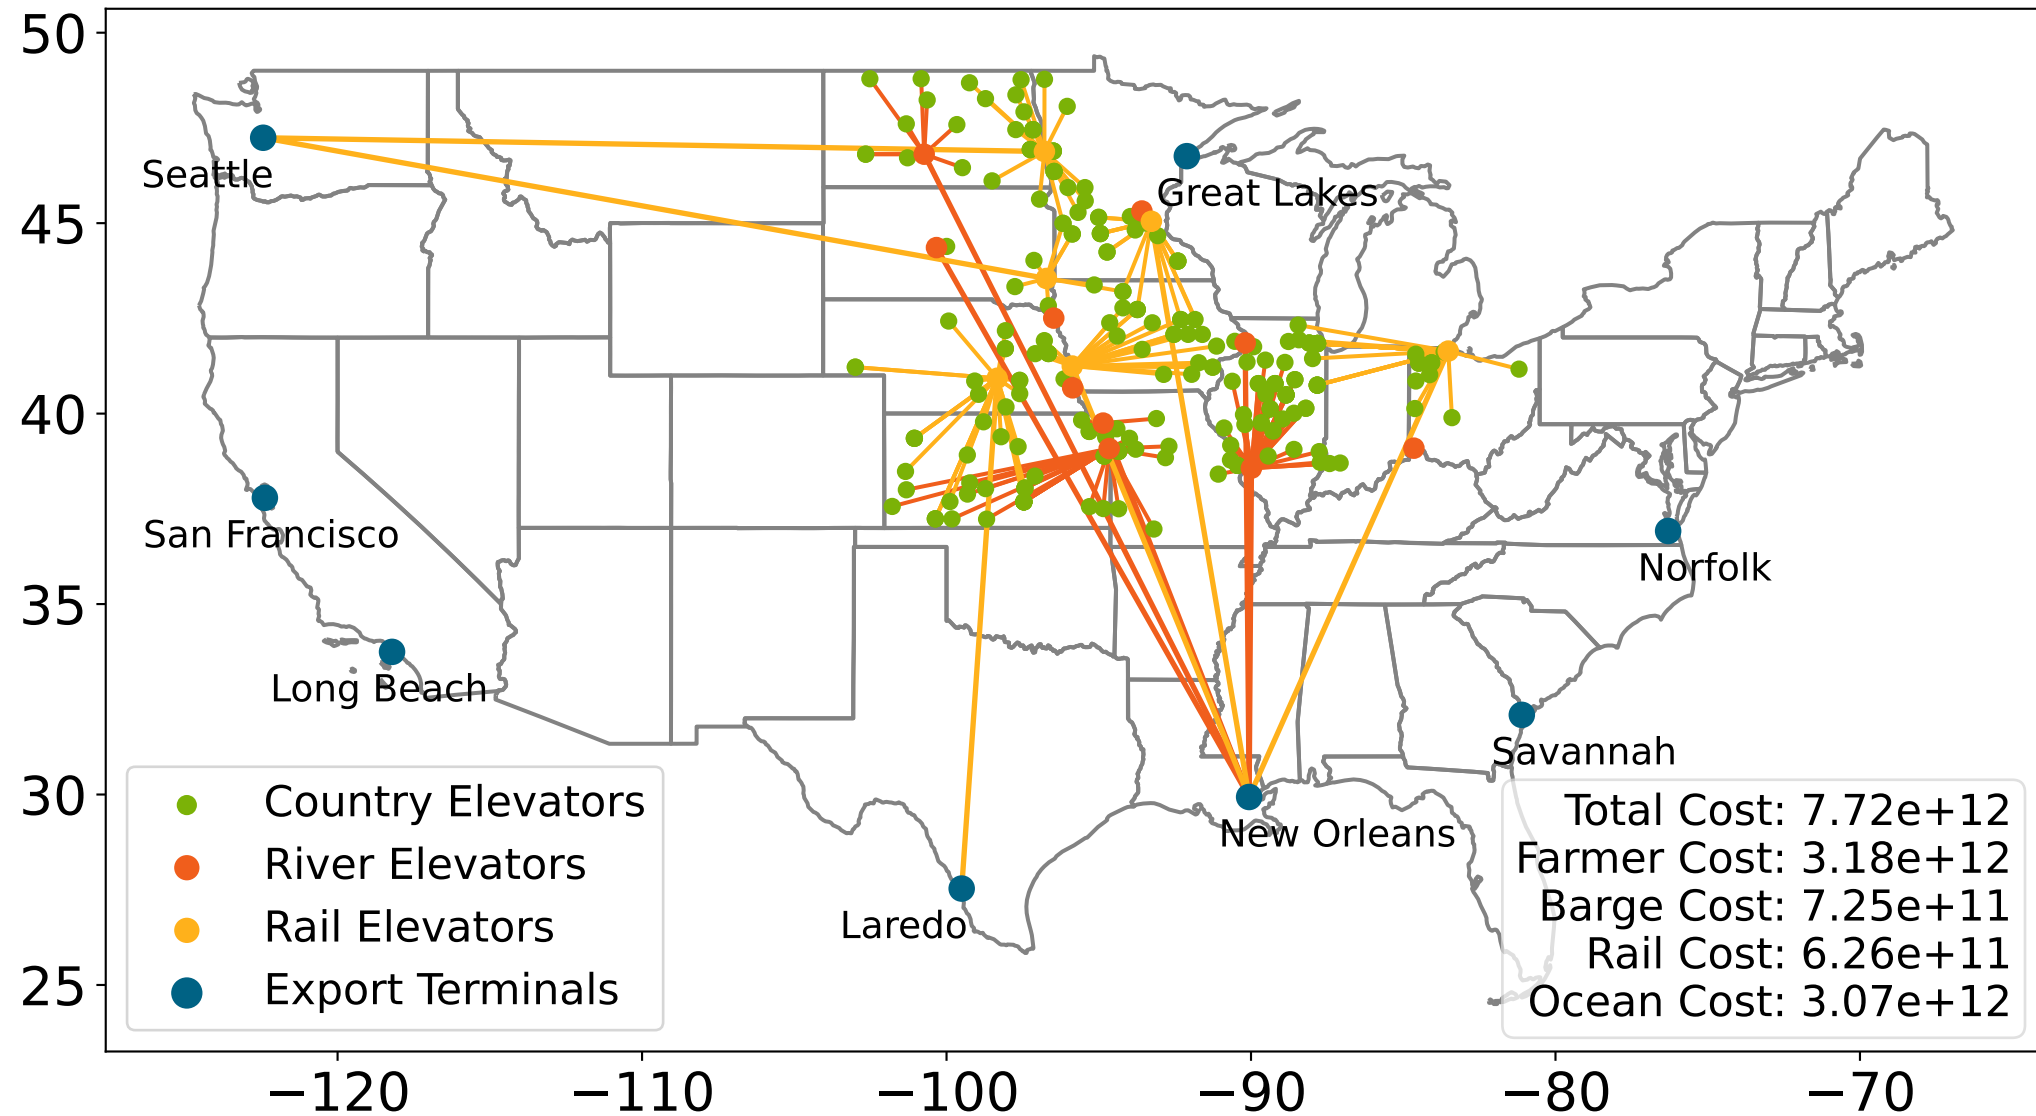 50
45
40
35
30
25
−120
−110
−100
−90
−80
−70
Seattle
Great Lakes
San Francisco
Norfolk
Long Beach
Savannah
New Orleans
Laredo
Country Elevators
River Elevators
Rail Elevators
Export Terminals
Total Cost: 7.72e+12
Farmer Cost: 3.18e+12
Barge Cost: 7.25e+11
Rail Cost: 6.26e+11
Ocean Cost: 3.07e+12